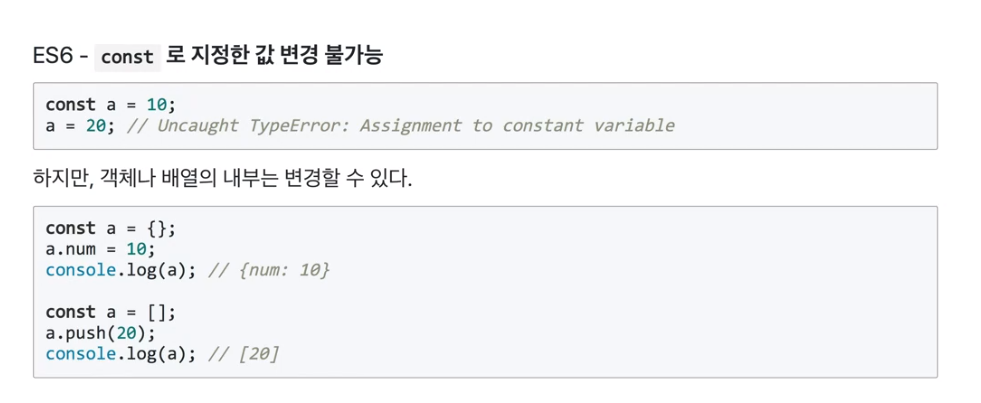 ES6 - const 로 지정한 값 변경 불가능
const a = 10;
a = 20; // Uncaught TypeError: Assignment to constant variable
하지만, 객체나 배열의 내부는 변경할 수 있다.
const a = {};
a.num = 10;
console.log(a); // {num: 10}
const a = [];
a.push(20);
console.log(a); // [20]